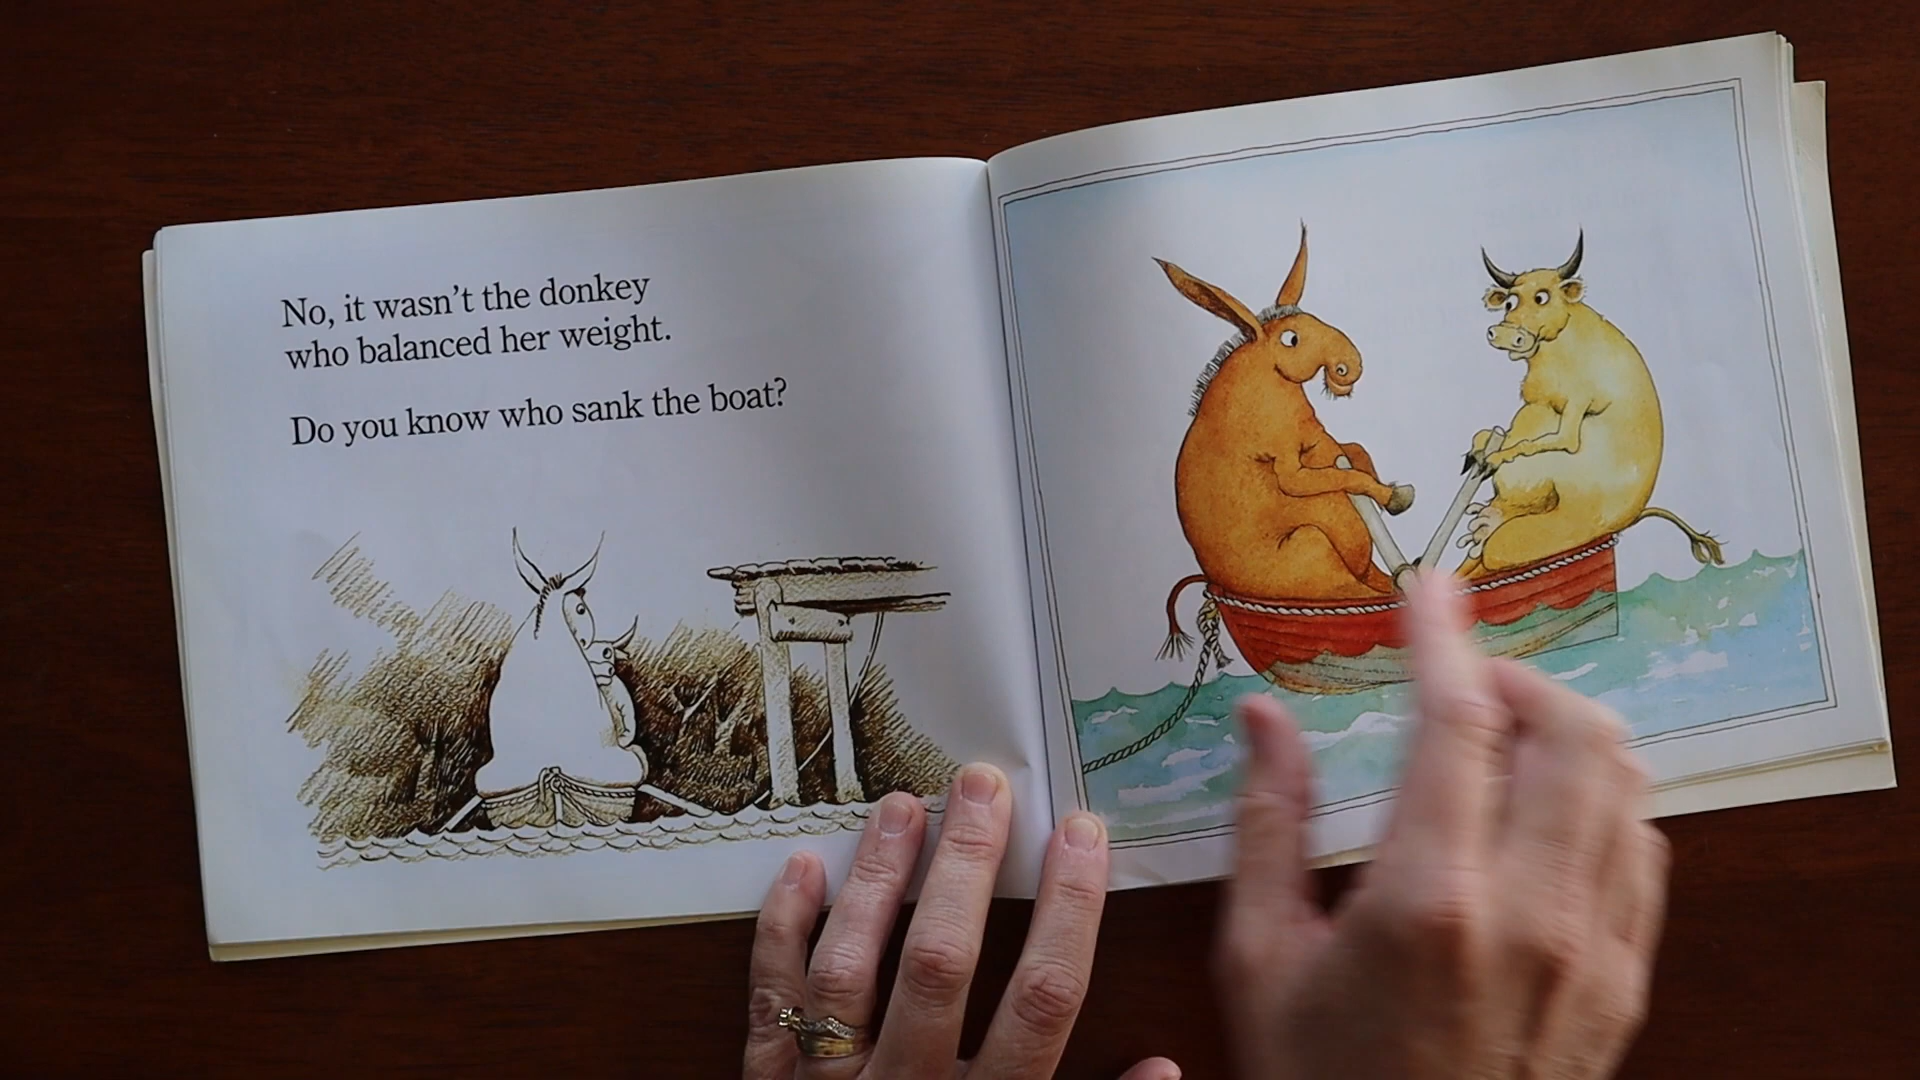 No, it wasn't the donkey
who balanced her weight.
Do you know who sank the boat?